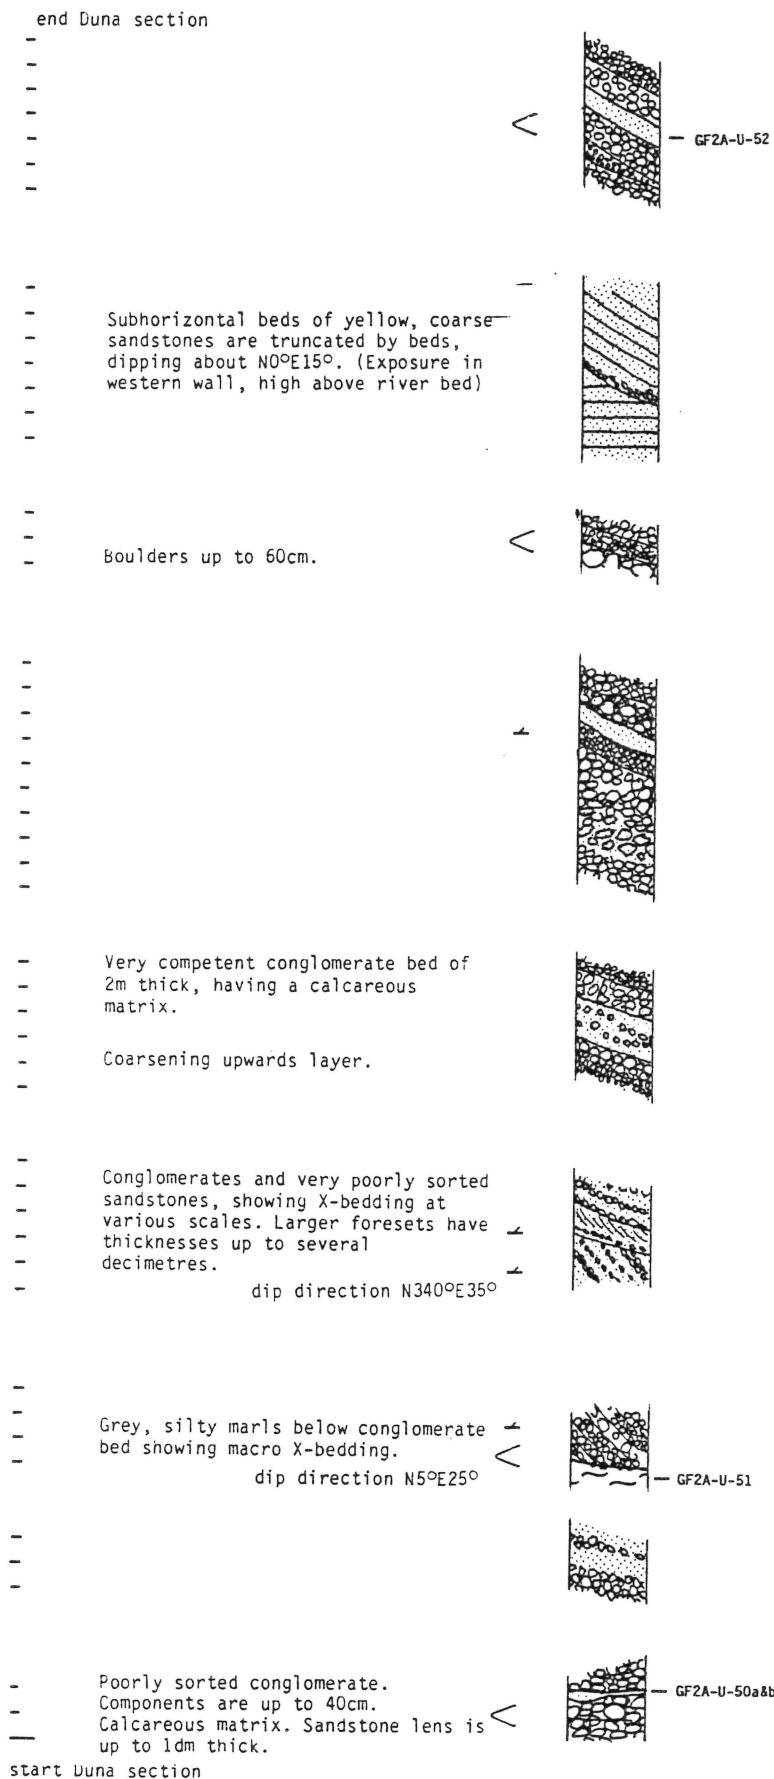 end Duna section
GF2A-U-52
Subhorizontal beds of yellow, coarse
sandstones are truncated by beds,
dipping about N0°E15°. (Exposure in
western wall, high above river bed)
Boulders up to 60cm.
Very competent conglomerate bed of
2m thick, having a calcareous
matrix.
Coarsening upwards layer.
Conglomerates and very poorly sorted
sandstones, showing X-bedding at
various scales. Larger foresets have
thicknesses up to several
decimetres.
dip direction N340°E35°
Grey, silty marls below conglomerate
bed showing macro X-bedding.
dip direction N5°E25°
GF2A-U-51
Poorly sorted conglomerate.
Components are up to 40cm.
Calcareous matrix. Sandstone lens is
up to 1dm thick.
GF2A-U-50a&b
start Duna section